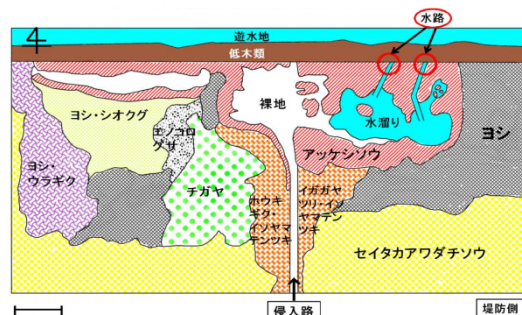 水路
遊水地
低木類
ヨシ・シオクグ
裸地
水溜り
ヨシ
エノコロ
グサ
アッケシソウ
ヨシ・
ウラギク
チガヤ
ホウキ
ギク・
イソヤマ
テンツキ
イガガヤ
ツリ・イソ
ヤマテン
ツキ
セイタカアワダチソウ
侵入路
堤防側